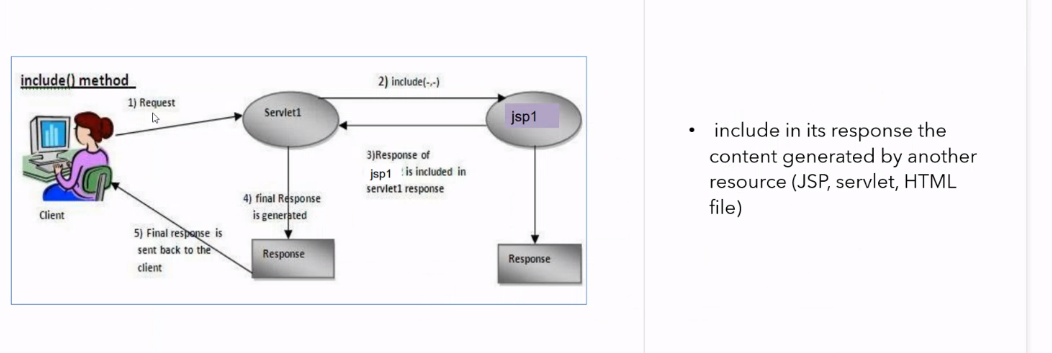 include() method
1) Request
2) include(-,-)
Servlet1
jsp1
3)Response of
jsp1 is included in
servlet1 response
4) final Response
is generated
Client
5) Final response is
sent back to the
client
Response
Response
• include in its response the
content generated by another
resource (JSP, servlet, HTML
file)